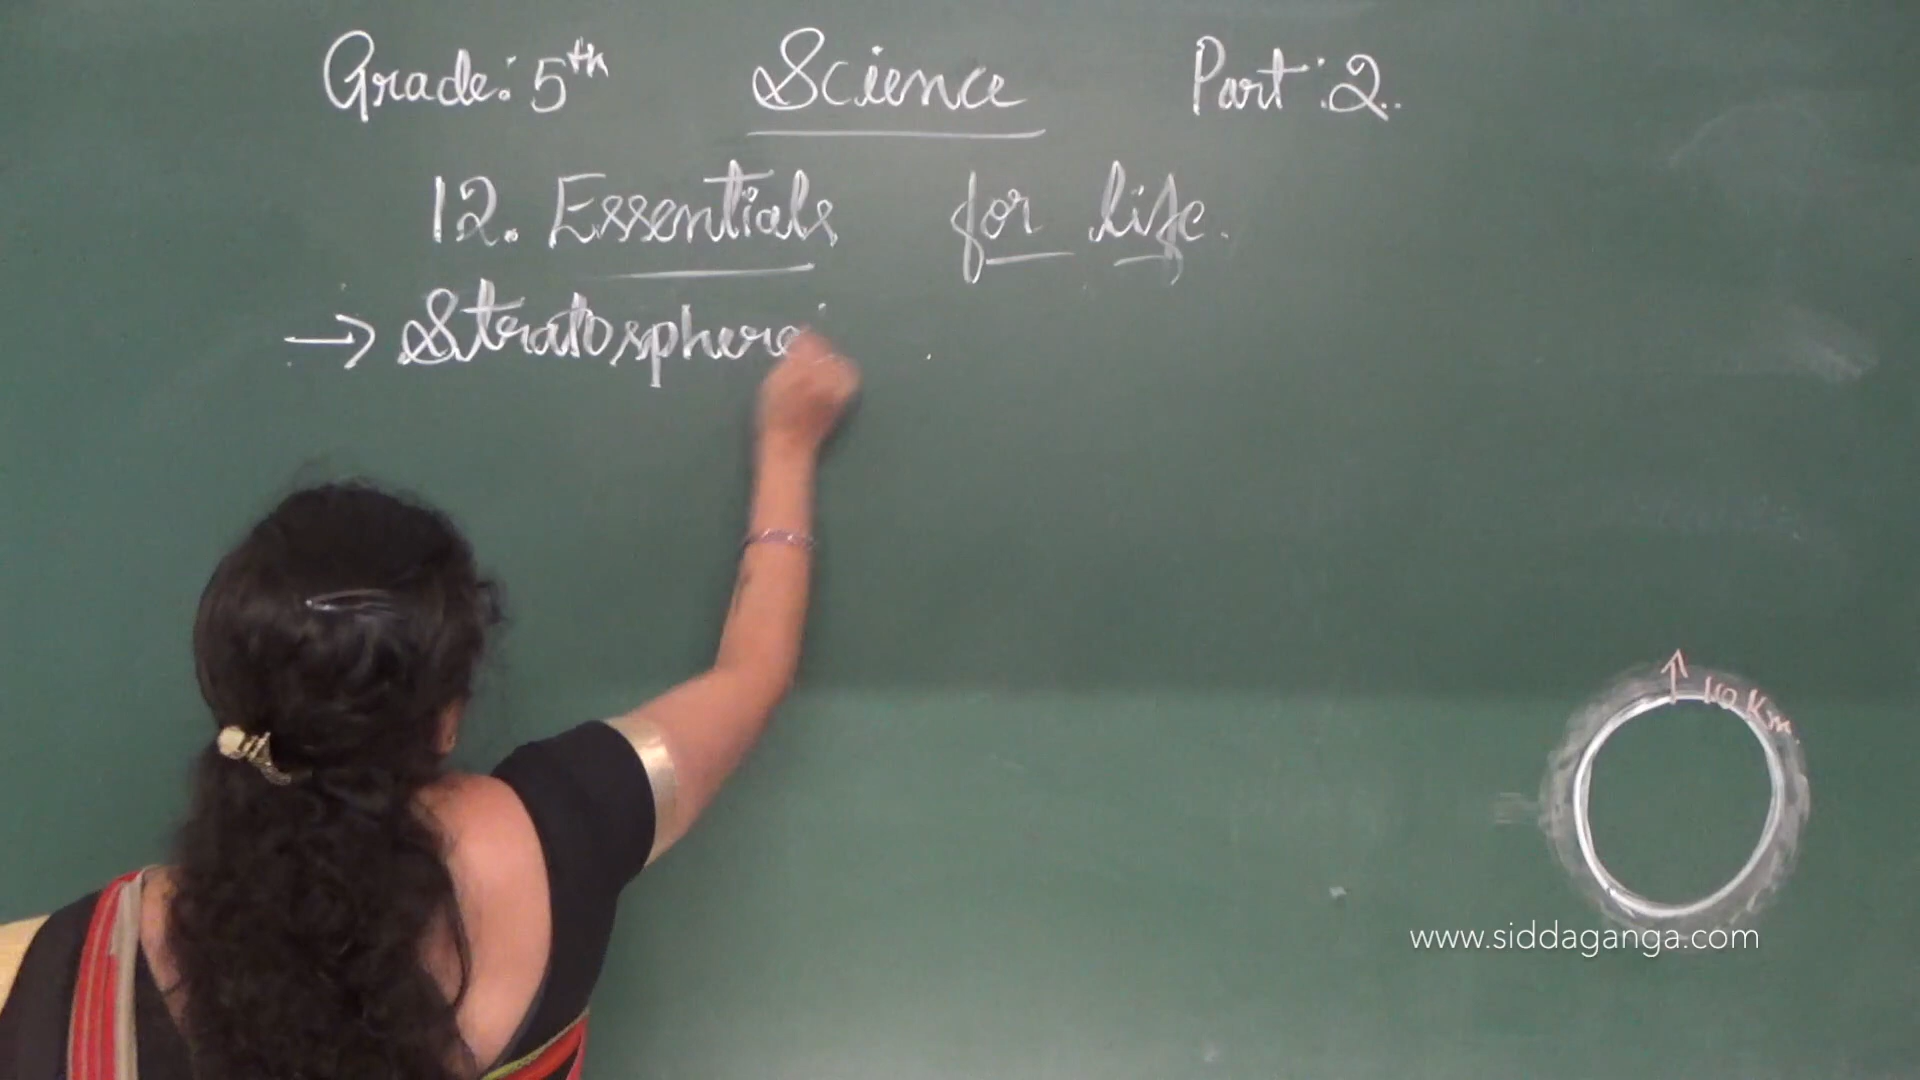 Grade: 5th Science Part: 2.
12. Essentials for life.
→ Stratosphere
↑ 10 Km.
www.siddaganga.com